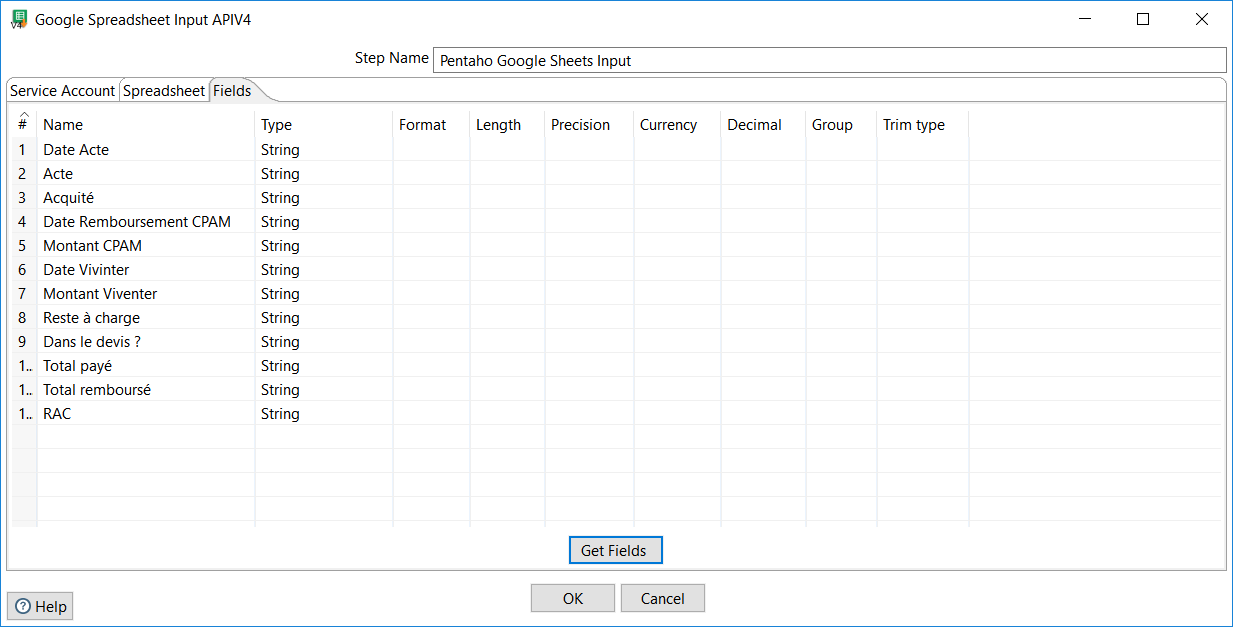 Google Spreadsheet Input APIV4
Step Name Pentaho Google Sheets Input
Service Account Spreadsheet Fields
# Name Type Format Length Precision Currency Decimal Group Trim type
1 Date Acte String
2 Acte String
3 Acquité String
4 Date Remboursement CPAM String
5 Montant CPAM String
6 Date Vivinter String
7 Montant Viventer String
8 Reste à charge String
9 Dans le devis ? String
1.. Total payé String
1.. Total remboursé String
1.. RAC String
Get Fields
OK Cancel
? Help